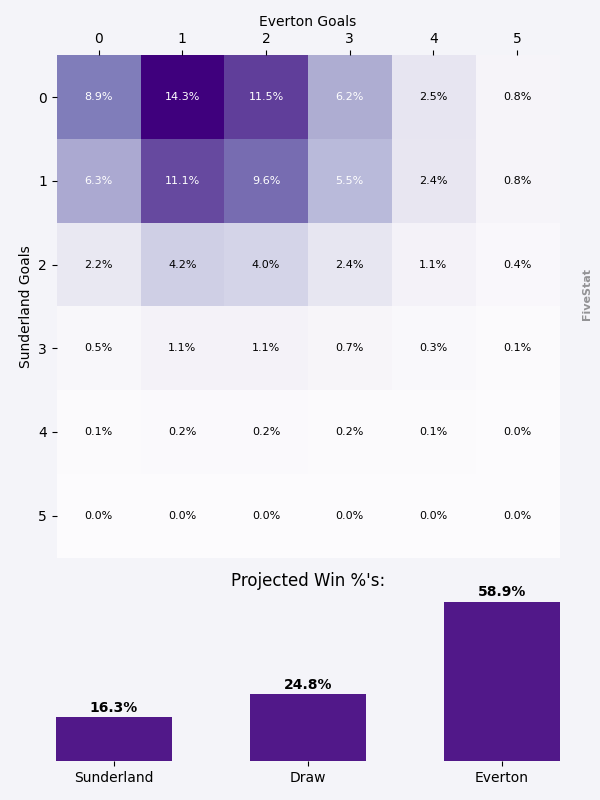 Everton Goals
0 1 2 3 4 5
0 8.9% 14.3% 11.5% 6.2% 2.5% 0.8%
1 6.3% 11.1% 9.6% 5.5% 2.4% 0.8%
2 2.2% 4.2% 4.0% 2.4% 1.1% 0.4%
3 0.5% 1.1% 1.1% 0.7% 0.3% 0.1%
4 0.1% 0.2% 0.2% 0.2% 0.1% 0.0%
5 0.0% 0.0% 0.0% 0.0% 0.0% 0.0%
Sunderland Goals
FiveStat
Projected Win %'s:
16.3% 24.8% 58.9%
Sunderland Draw Everton